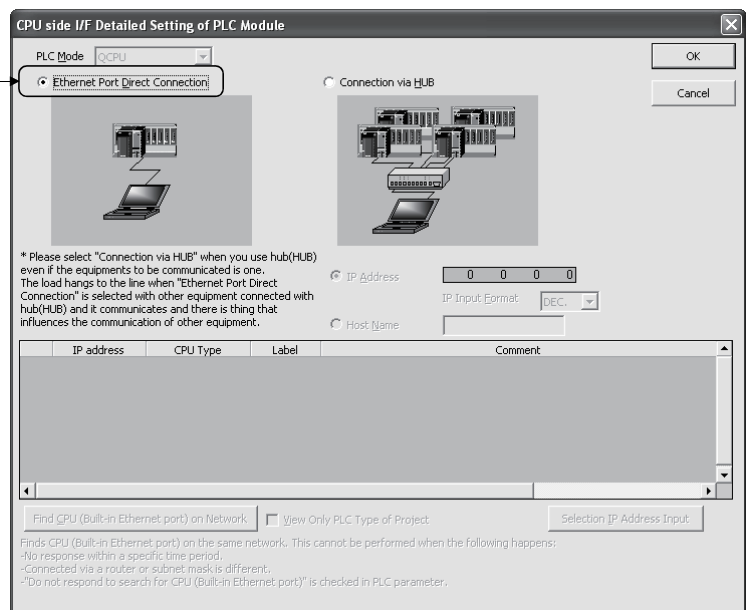 CPU side I/F Detailed Setting of PLC Module
PLC Mode QCPU
OK
Ethernet Port Direct Connection
Connection via HUB
Cancel
* Please select "Connection via HUB" when you use hub(HUB)
even if the equipments to be communicated is one.
The load hangs to the line when "Ethernet Port Direct
Connection" is selected with other equipment connected with
hub(HUB) and it communicates and there is thing that
influences the communication of other equipment.
IP Address 0 0 0 0
IP Input Format DEC.
Host Name
IP address CPU Type Label Comment
Find CPU (Built-in Ethernet port) on Network View Only PLC Type of Project Selection IP Address Input
Finds CPU (Built-in Ethernet port) on the same network. This cannot be performed when the following happens:
-No response within a specific time period.
-Connected via a router or subnet mask is different.
-"Do not respond to search for CPU (Built-in Ethernet port)" is checked in PLC parameter.